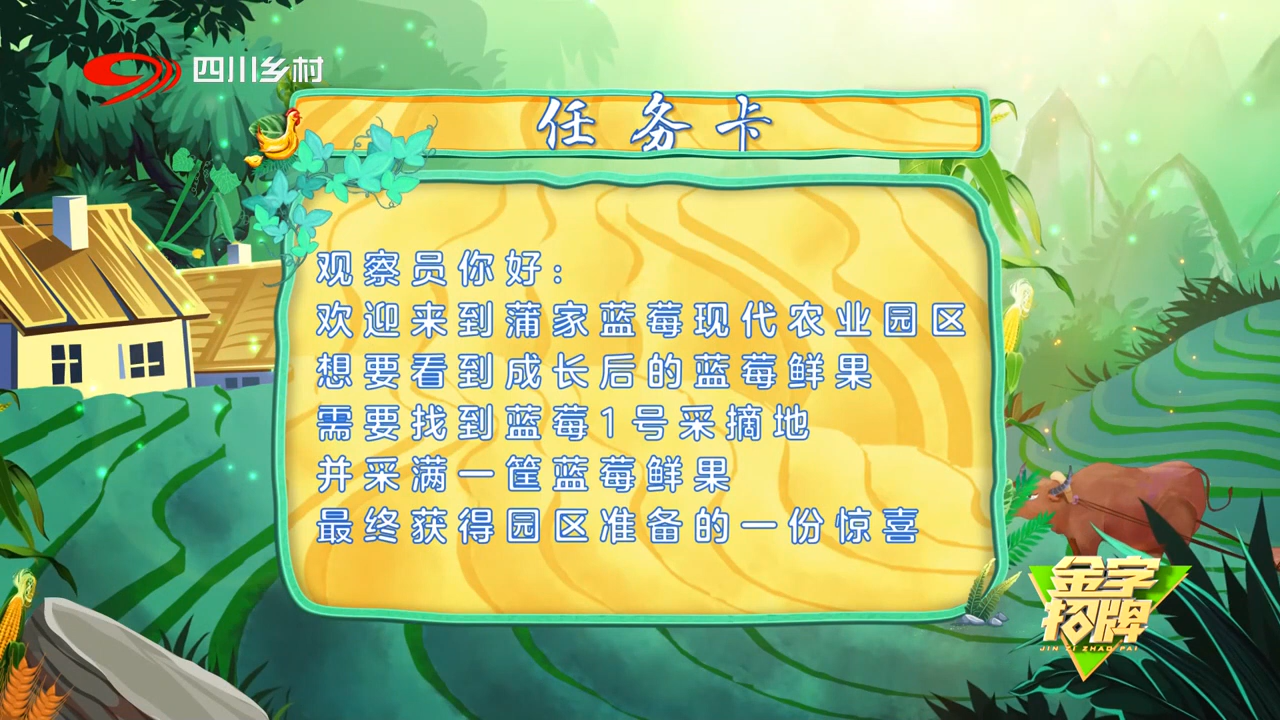 四川乡村
任务卡
观察员你好:
欢迎来到蒲家蓝莓现代农业园区
想要看到成长后的蓝莓鲜果
需要找到蓝莓1号采摘地
并采满一筐蓝莓鲜果
最终获得园区准备的一份惊喜
金字
招牌
JIN ZI ZHAO PAI